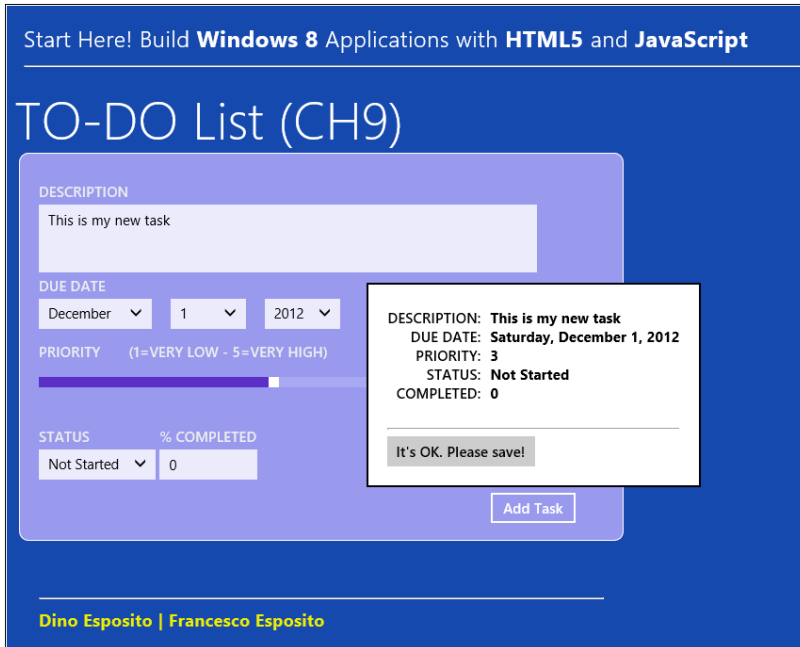 Start Here! Build Windows 8 Applications with HTML5 and JavaScript
TO-DO List (CH9)
DESCRIPTION
This is my new task
DUE DATE
December 1 2012
PRIORITY (1=VERY LOW - 5=VERY HIGH)
STATUS % COMPLETED
Not Started 0
DESCRIPTION: This is my new task
DUE DATE: Saturday, December 1, 2012
PRIORITY: 3
STATUS: Not Started
COMPLETED: 0
It's OK. Please save!
Add Task
Dino Esposito | Francesco Esposito